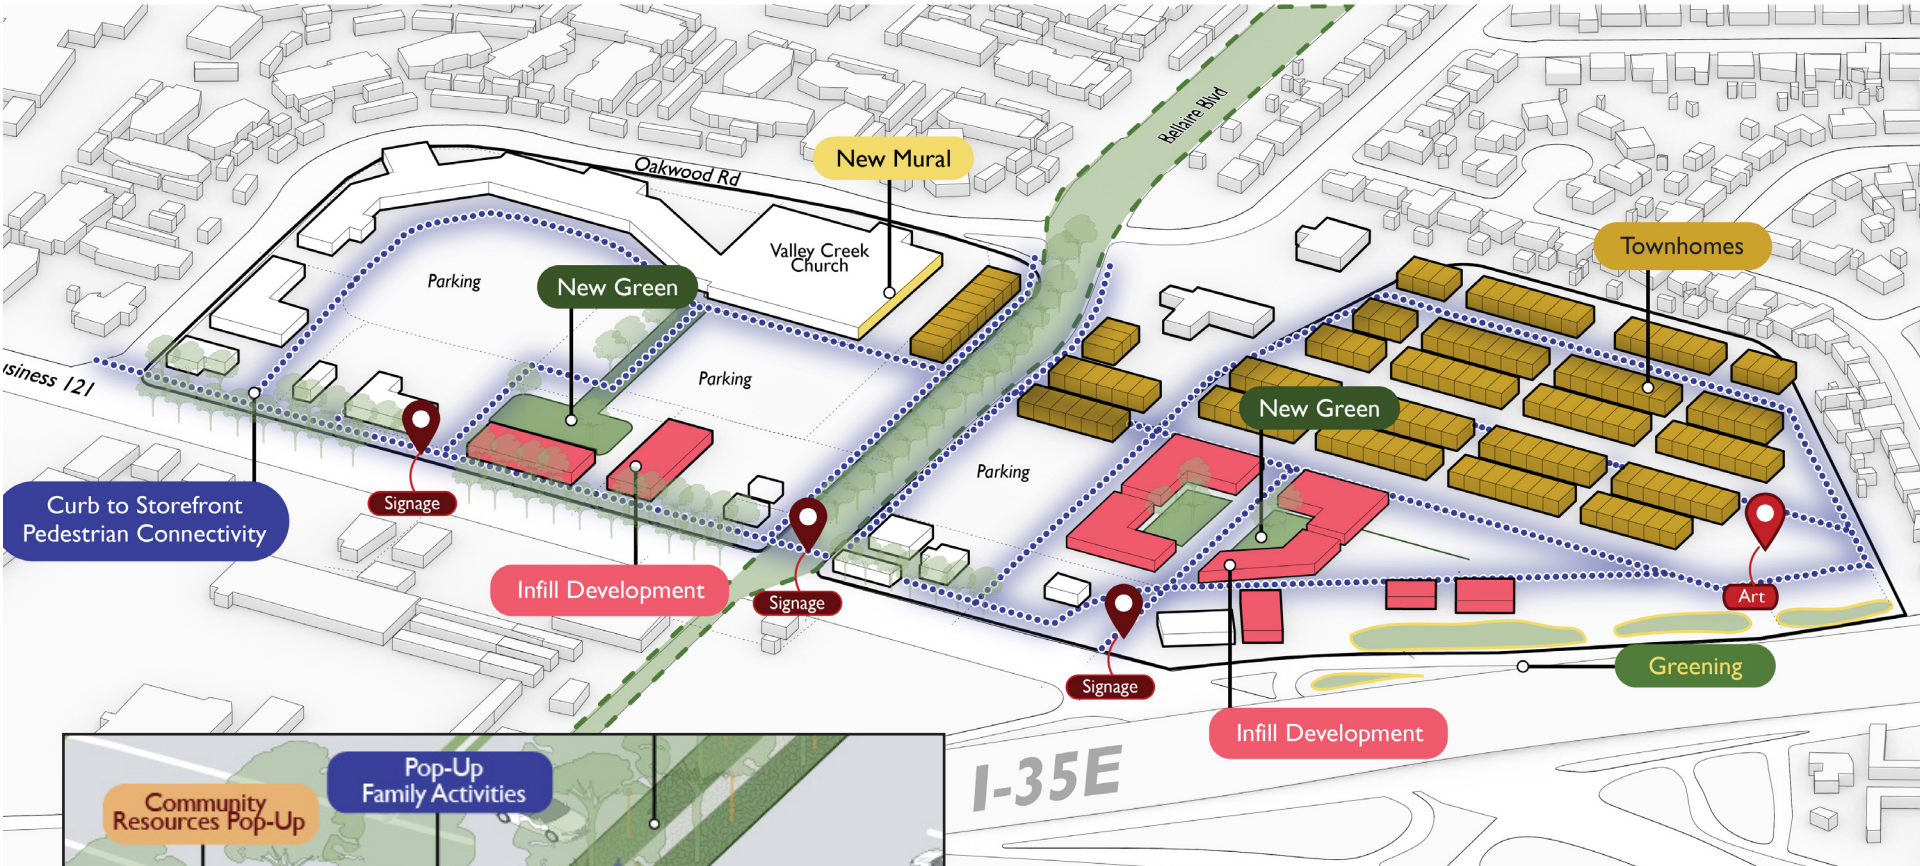 Bellaire Blvd
Oakwood Rd
New Mural
Valley Creek
Church
Townhomes
Parking
New Green
Parking
New Green
Parking
Business 121
Signage
Curb to Storefront
Pedestrian Connectivity
Infill Development
Signage
Art
Signage
Greening
Infill Development
I-35E
Pop-Up
Family Activities
Community
Resources Pop-Up